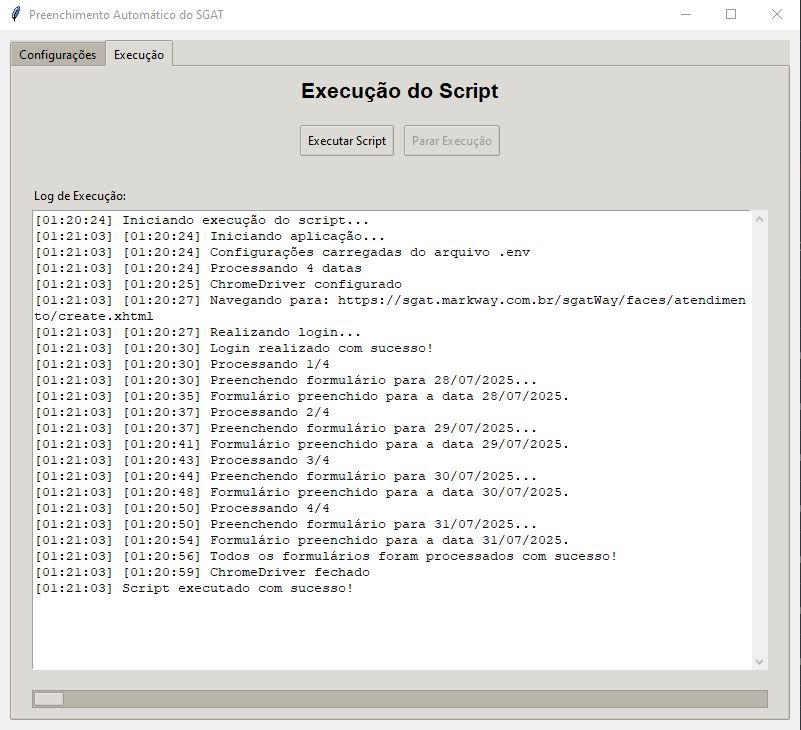 Preenchimento Automático do SGAT
Configurações
Execução
Execução do Script
Executar Script
Parar Execução
Log de Execução:
[01:20:24] Iniciando execução do script...
[01:21:03] [01:20:24] Iniciando aplicação...
[01:21:03] [01:20:24] Configurações carregadas do arquivo .env
[01:21:03] [01:20:24] Processando 4 datas
[01:21:03] [01:20:25] ChromeDriver configurado
[01:21:03] [01:20:27] Navegando para: https://sgat.markway.com.br/sgatWay/faces/atendimen
to/create.xhtml
[01:21:03] [01:20:27] Realizando login...
[01:21:03] [01:20:30] Login realizado com sucesso!
[01:21:03] [01:20:30] Processando 1/4
[01:21:03] [01:20:30] Preenchendo formulário para 28/07/2025...
[01:21:03] [01:20:35] Formulário preenchido para a data 28/07/2025.
[01:21:03] [01:20:37] Processando 2/4
[01:21:03] [01:20:37] Preenchendo formulário para 29/07/2025...
[01:21:03] [01:20:41] Formulário preenchido para a data 29/07/2025.
[01:21:03] [01:20:43] Processando 3/4
[01:21:03] [01:20:44] Preenchendo formulário para 30/07/2025...
[01:21:03] [01:20:48] Formulário preenchido para a data 30/07/2025.
[01:21:03] [01:20:50] Processando 4/4
[01:21:03] [01:20:50] Preenchendo formulário para 31/07/2025...
[01:21:03] [01:20:54] Formulário preenchido para a data 31/07/2025.
[01:21:03] [01:20:56] Todos os formulários foram processados com sucesso!
[01:21:03] [01:20:59] ChromeDriver fechado
[01:21:03] Script executado com sucesso!